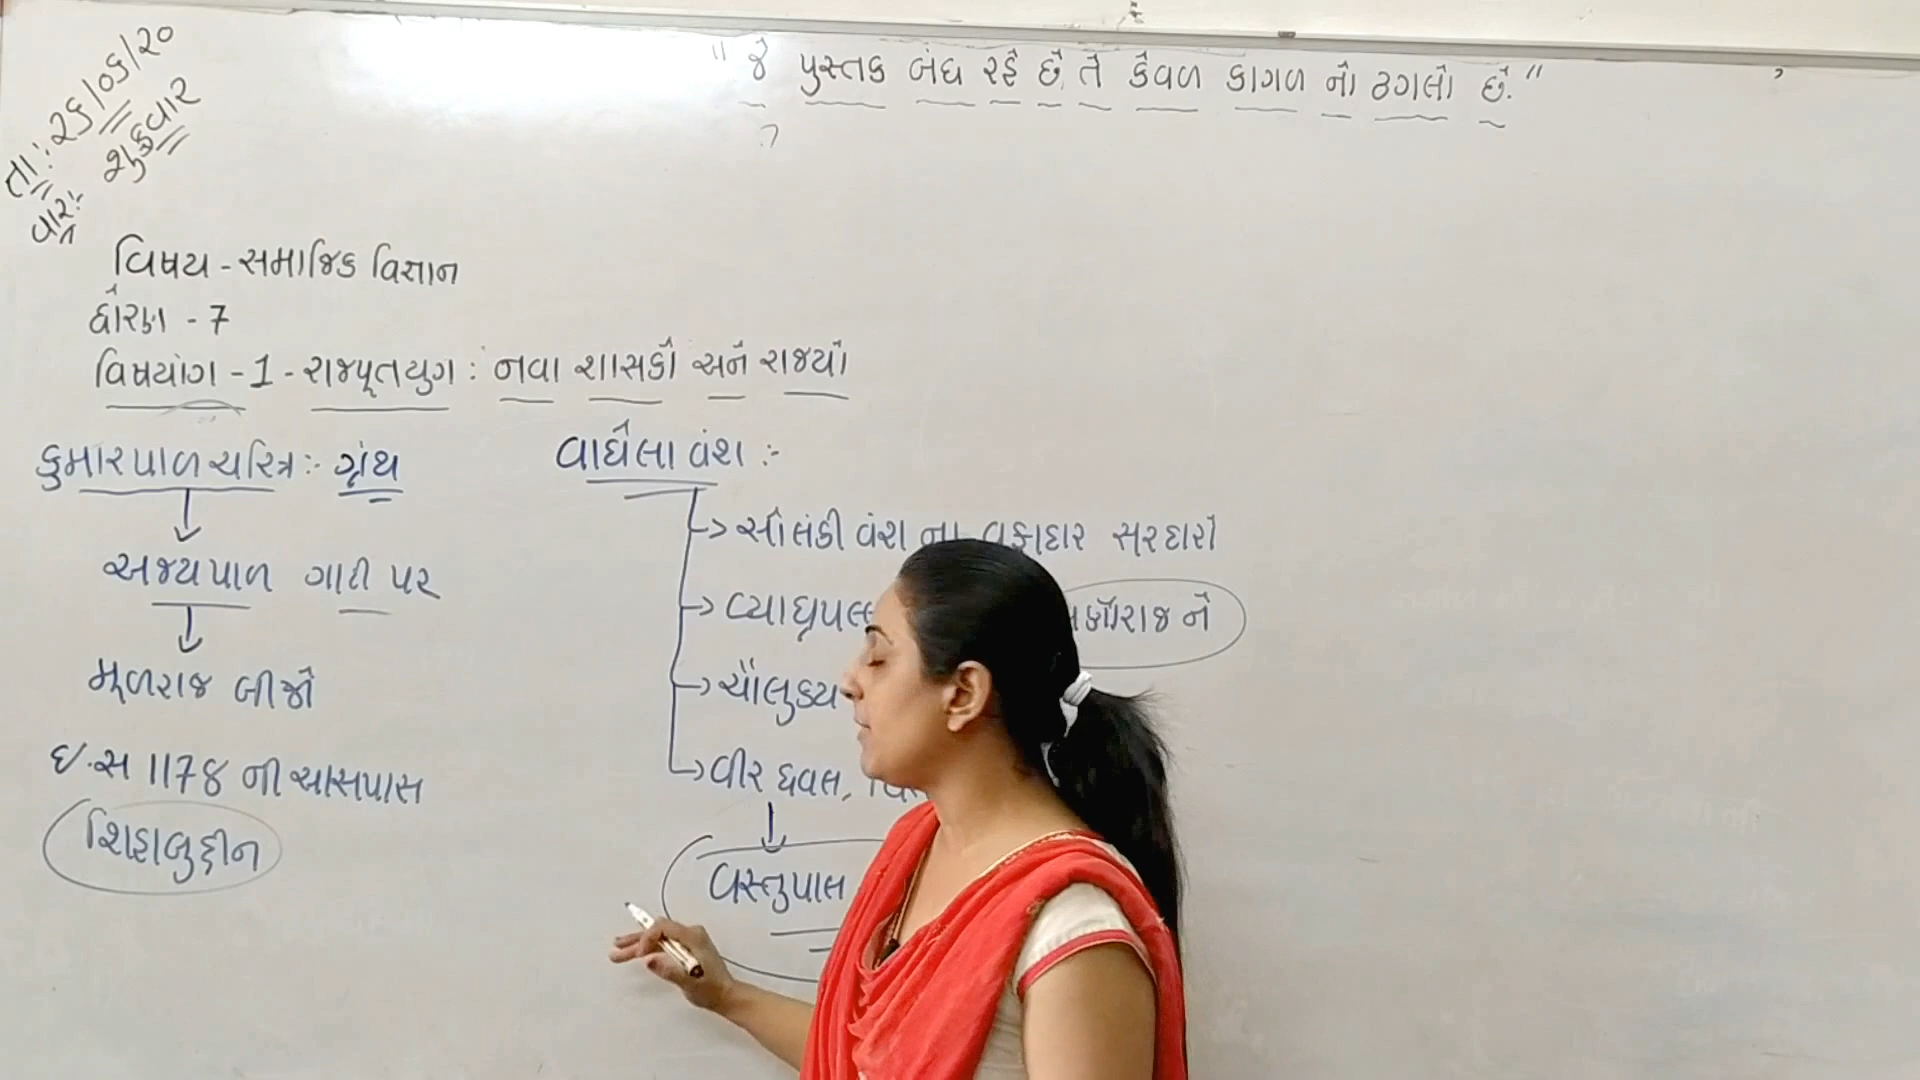 " જે પુસ્તક બંધ રહે છે તે કેવળ કાગળ નો ઢગલો છે."
તા: ૨૬/૦૬/૨૦
વાર:- શુક્રવાર
વિષય - સમાજિક વિજ્ઞાન
ધોરણ - 7
વિષયાંગ - 1 - રાજપૂતયુગ : નવા શાસકો અને રાજ્યો
કુમારપાળ ચરિત્ર :- ગ્રંથ
અજયપાળ ગાદી પર
મૂળરાજ બીજો
ઇ.સ 1178 ની આસપાસ
શિહાબુદ્દીન
વાઘેલા વંશ :-
→ સોલંકી વંશ ના વફાદાર સરદારો
→ વ્યાઘ્રપલ્
ર્ણોરાજ ને
→ ચૌલુક્ય
→ વીર ધવલ,
વસ્તુપાલ